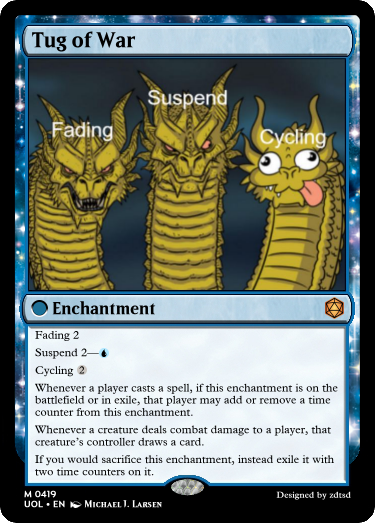 Tug of War
Suspend
Fading
Cycling
Enchantment
Fading 2
Suspend 2—
Cycling 2
Whenever a player casts a spell, if this enchantment is on the
battlefield or in exile, that player may add or remove a time
counter from this enchantment.
Whenever a creature deals combat damage to a player, that
creature's controller draws a card.
If you would sacrifice this enchantment, instead exile it with
two time counters on it.
M 0419
UOL • EN Michael J. Larsen
Designed by zdtsd